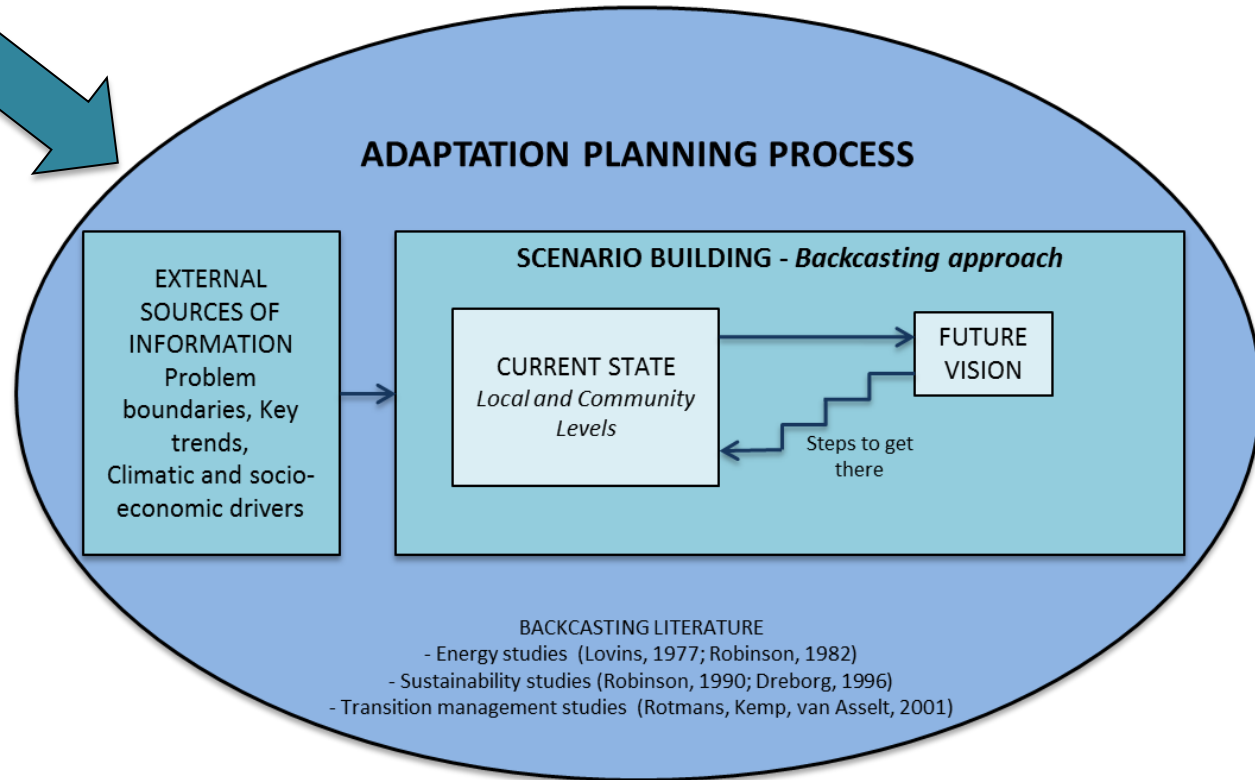 ADAPTATION PLANNING PROCESS
EXTERNAL
SOURCES OF
INFORMATION
Problem
boundaries, Key
trends,
Climatic and socio-
economic drivers
SCENARIO BUILDING - Backcasting approach
CURRENT STATE
Local and Community
Levels
FUTURE
VISION
Steps to get
there
BACKCASTING LITERATURE
- Energy studies (Lovins, 1977; Robinson, 1982)
- Sustainability studies (Robinson, 1990; Dreborg, 1996)
- Transition management studies (Rotmans, Kemp, van Asselt, 2001)